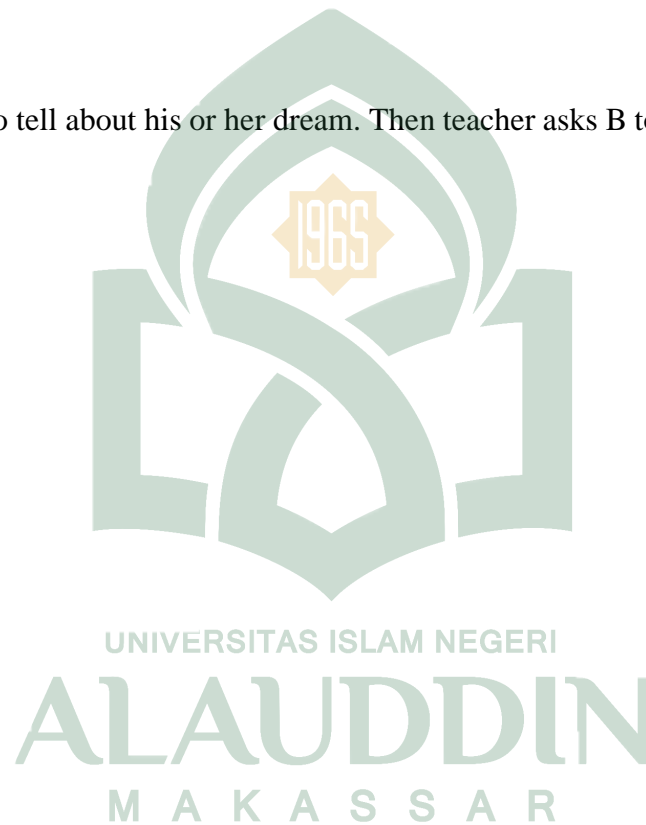 o tell about his or her dream. Then teacher asks B t
1965
UNIVERSITAS ISLAM NEGERI
ALAUDDIN
M A K A S S A R